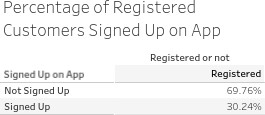 Percentage of Registered
Customers Signed Up on App
Registered or not
Signed Up on App Registered
Not Signed Up 69.76%
Signed Up 30.24%